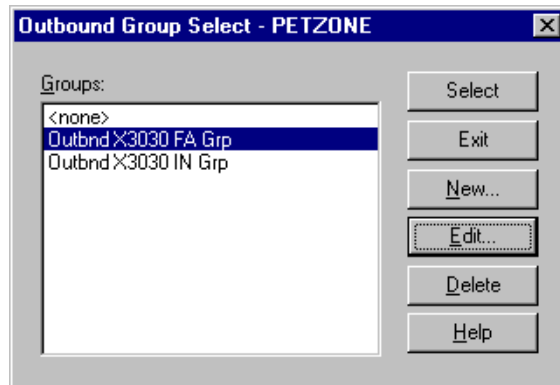 Outbound Group Select - PETZONE
Groups:
<none>
Outbnd X3030 FA Grp
Outbnd X3030 IN Grp
Select
Exit
New...
Edit...
Delete
Help